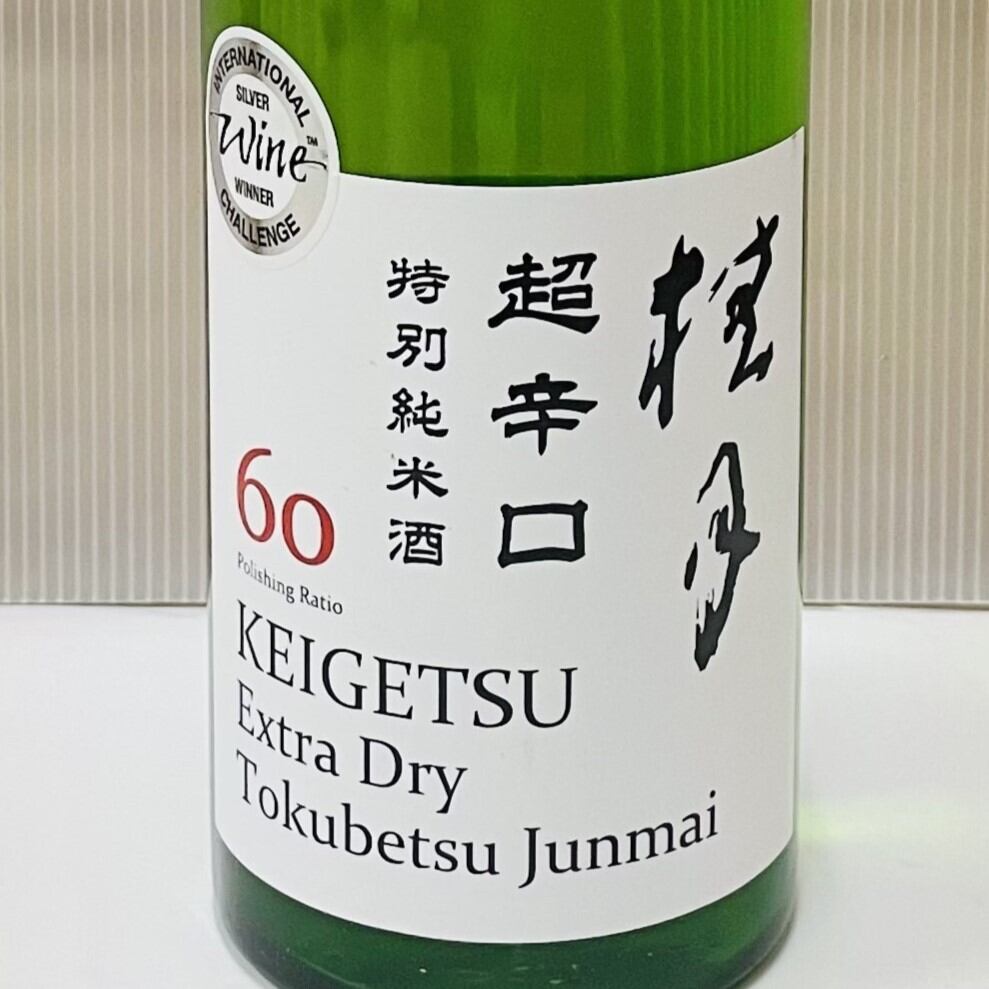 INTERNATIONAL
SILVER
Wine™
WINNER
CHALLENGE
桂月
超辛口
特別純米酒
60
Polishing Ratio
KEIGETSU
Extra Dry
Tokubetsu Junmai